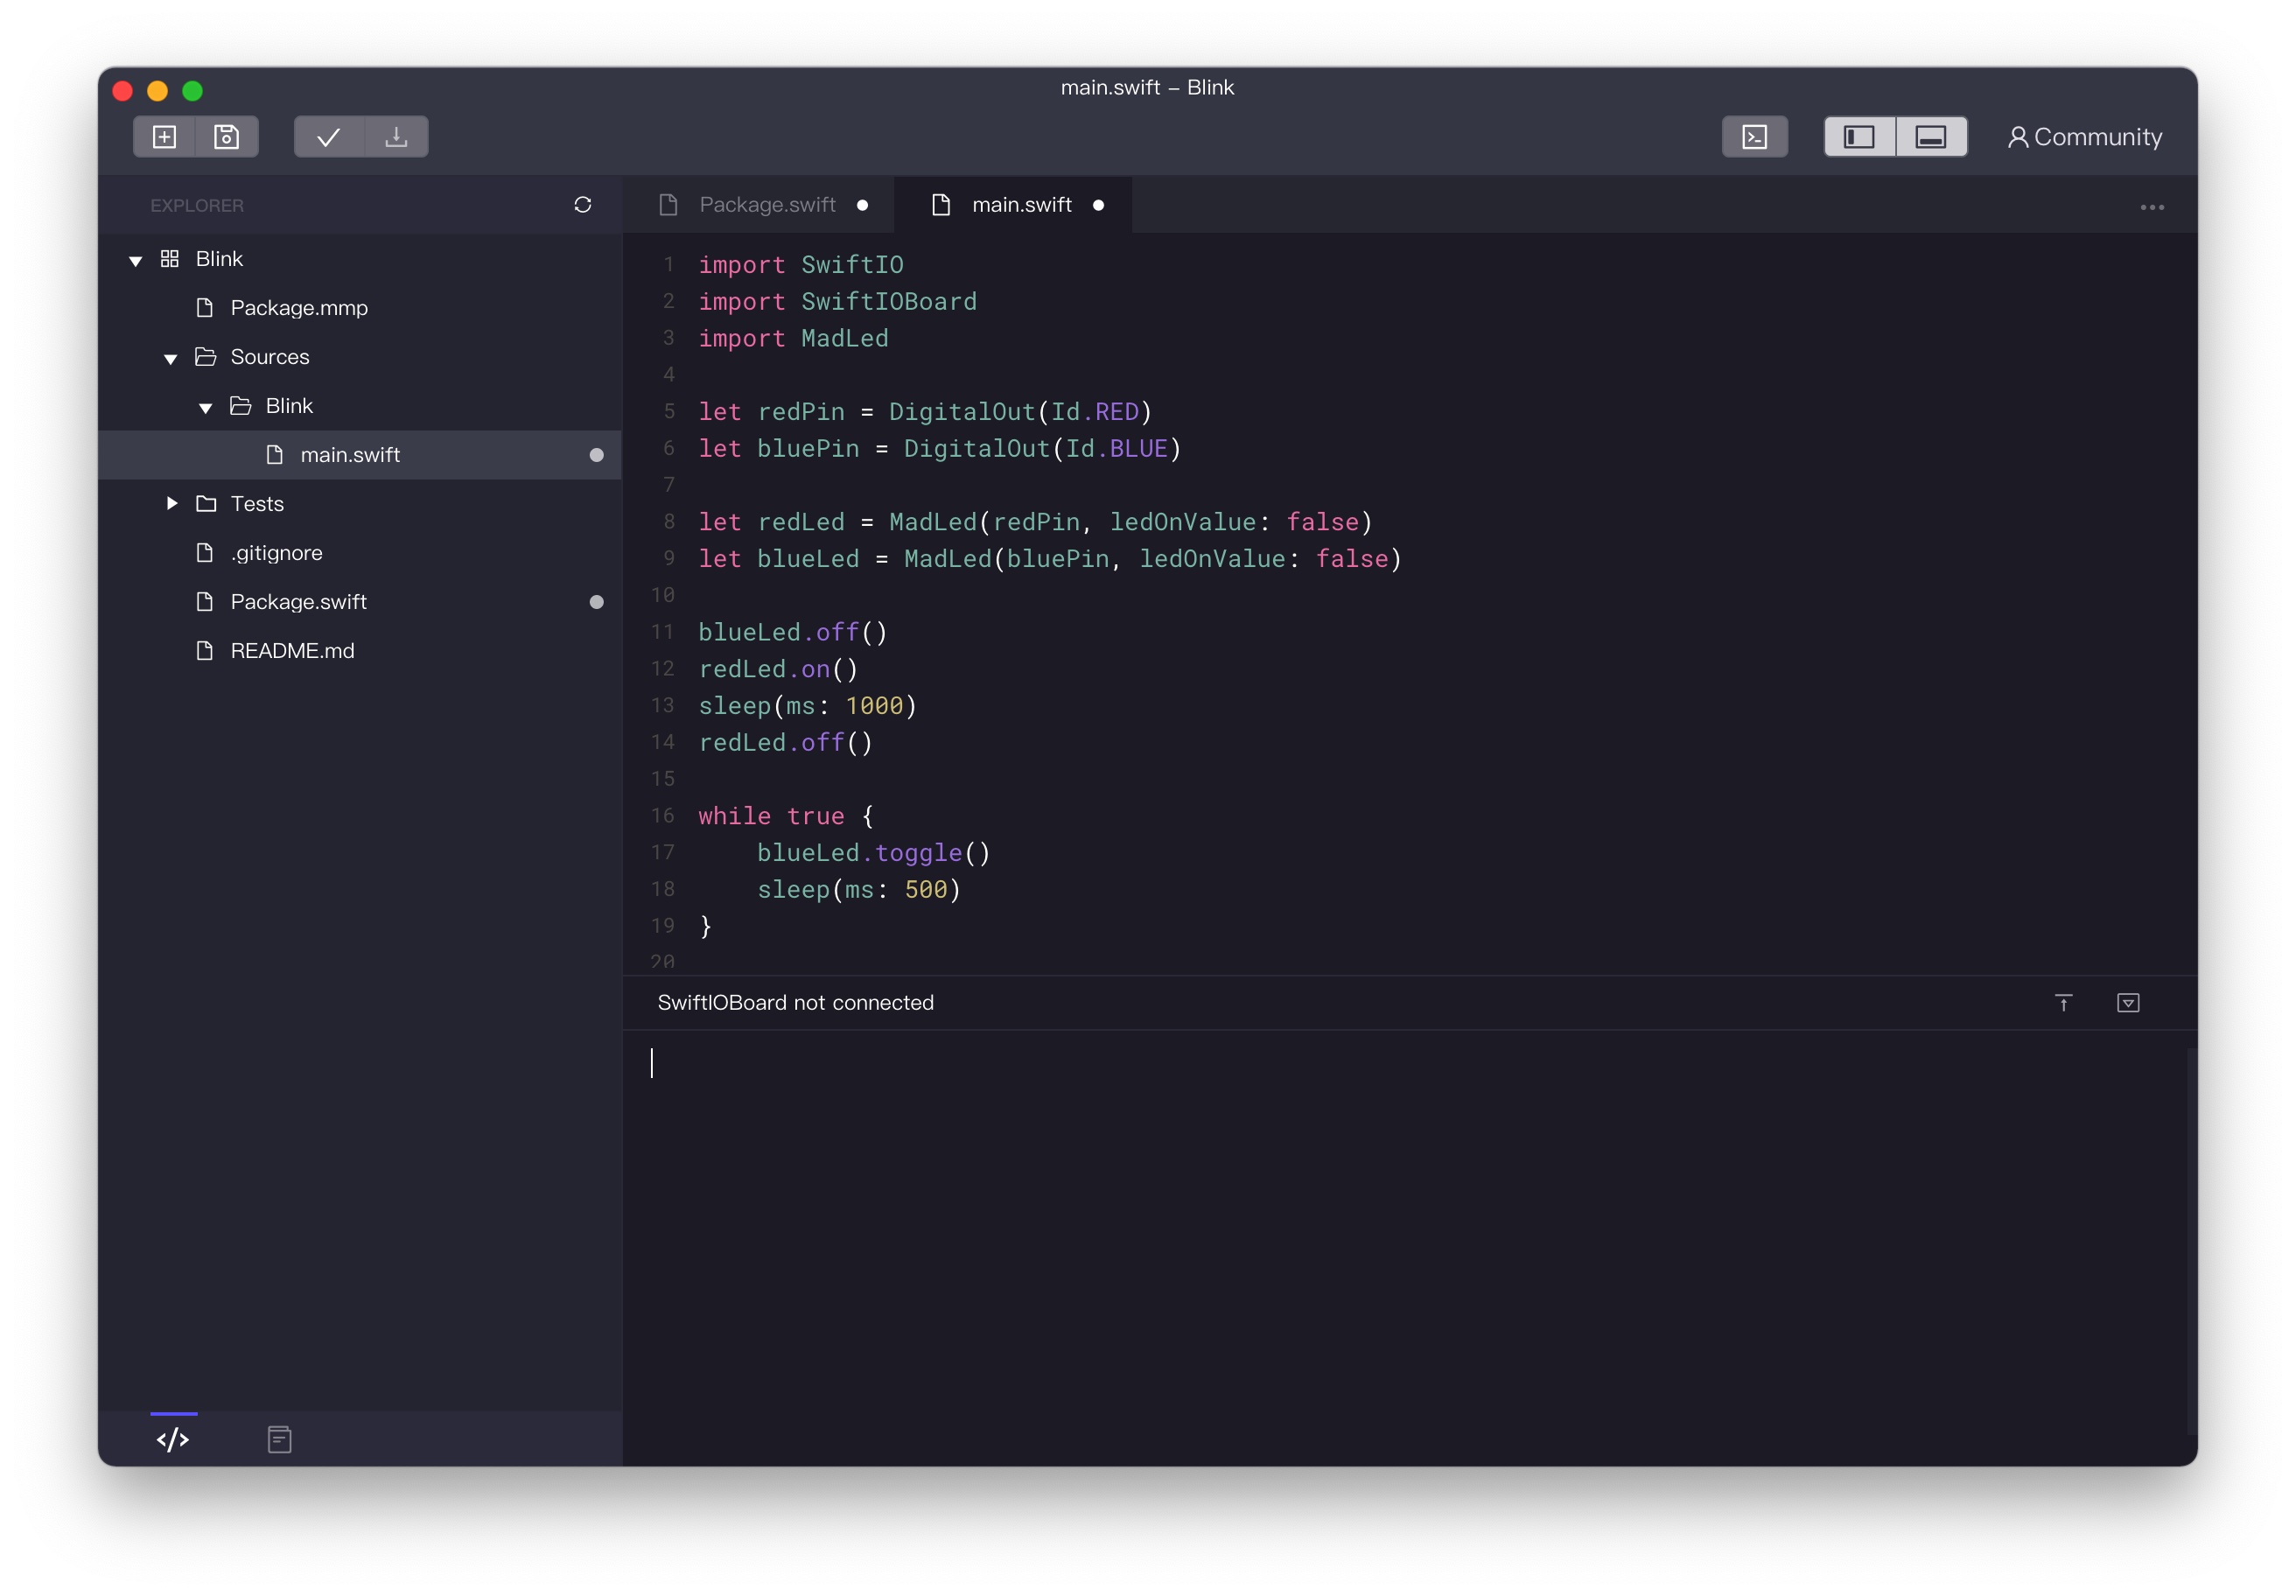 main.swift – Blink
Community
EXPLORER
Blink
Package.mmp
Sources
Blink
main.swift
Tests
.gitignore
Package.swift
README.md
Package.swift
main.swift
1 import SwiftIO
2 import SwiftIOBoard
3 import MadLed
4
5 let redPin = DigitalOut(Id.RED)
6 let bluePin = DigitalOut(Id.BLUE)
7
8 let redLed = MadLed(redPin, ledOnValue: false)
9 let blueLed = MadLed(bluePin, ledOnValue: false)
10
11 blueLed.off()
12 redLed.on()
13 sleep(ms: 1000)
14 redLed.off()
15
16 while true {
17     blueLed.toggle()
18     sleep(ms: 500)
19 }
20
SwiftIOBoard not connected